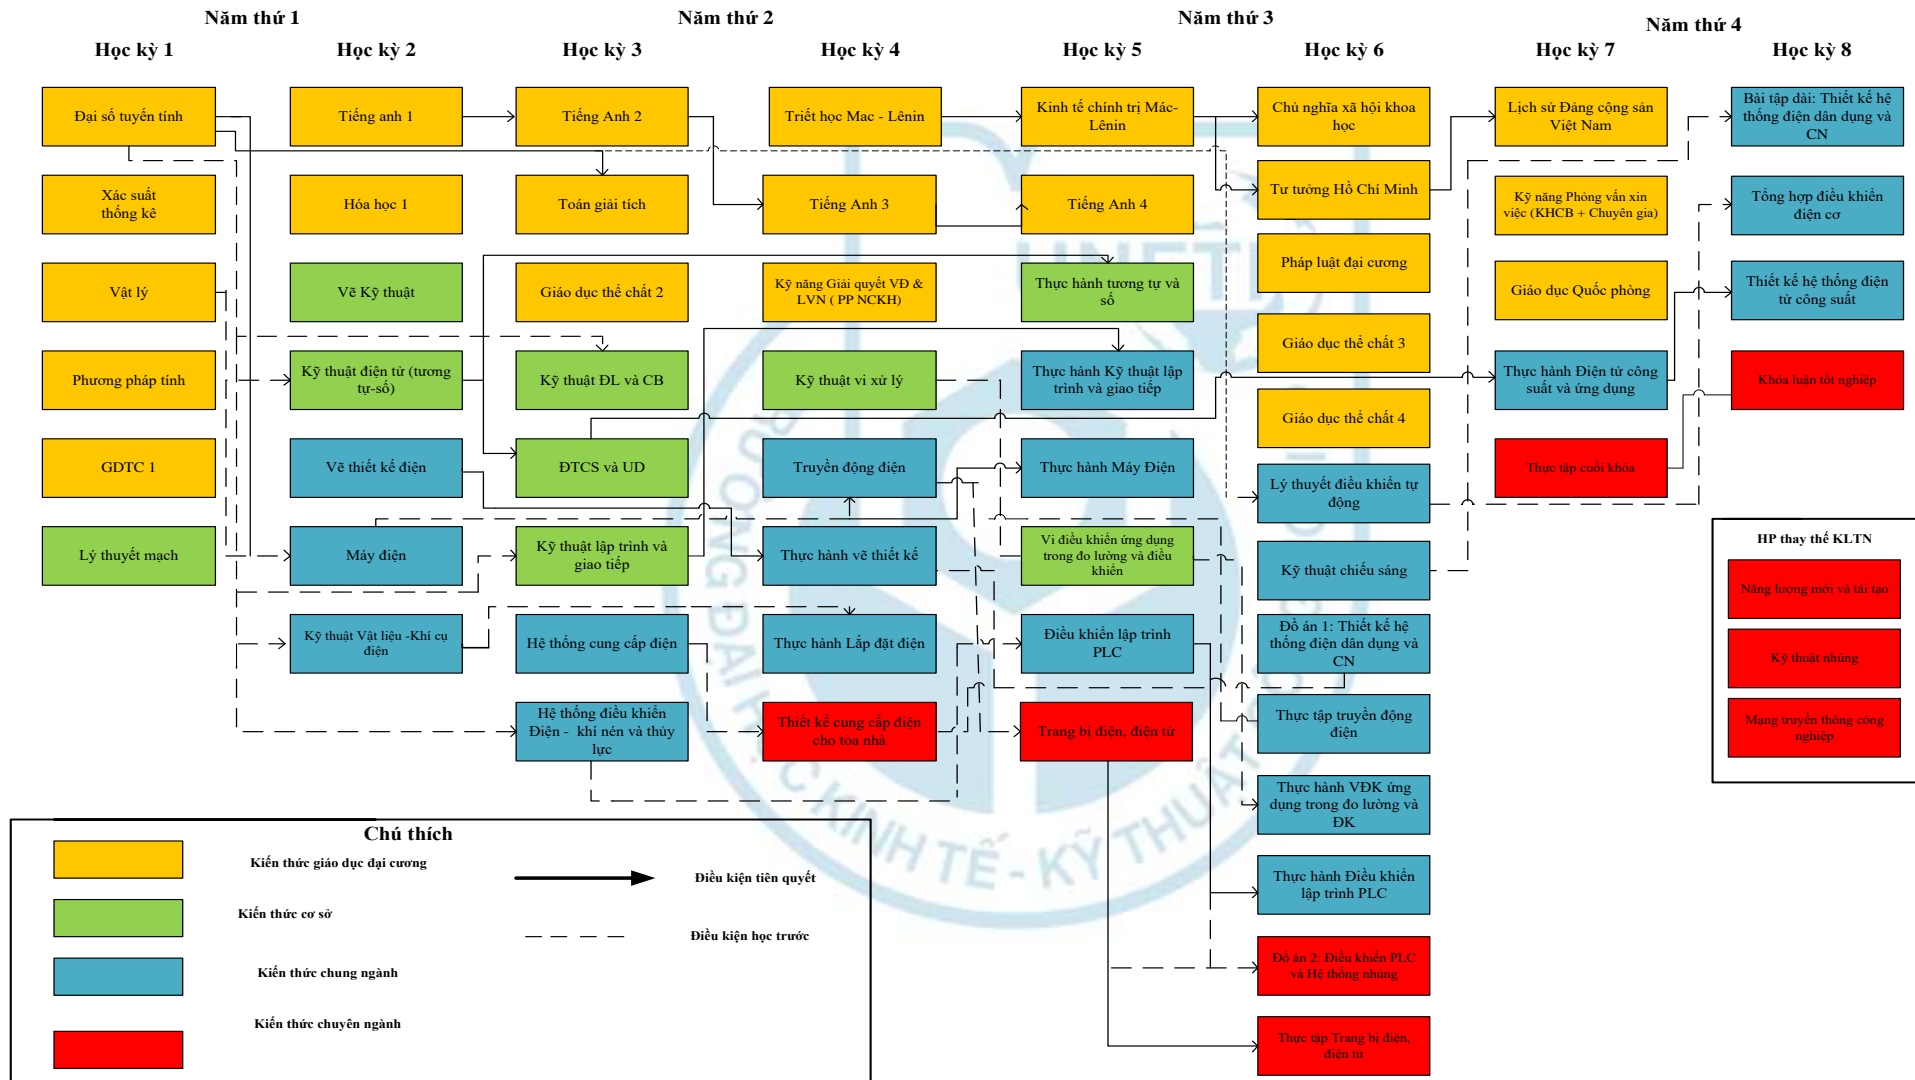 Năm thứ 1
Năm thứ 2
Năm thứ 3
Năm thứ 4
Học kỳ 1
Học kỳ 2
Học kỳ 3
Học kỳ 4
Học kỳ 5
Học kỳ 6
Học kỳ 7
Học kỳ 8
Đại số tuyến tính
Xác suất
thống kê
Vật lý
Phương pháp tính
GDTC 1
Lý thuyết mạch
Tiếng anh 1
Hóa học 1
Vẽ Kỹ thuật
Kỹ thuật điện tử (tương
tự-số)
Vẽ thiết kế điện
Máy điện
Kỹ thuật Vật liệu -Khí cụ
điện
Tiếng Anh 2
Toán giải tích
Giáo dục thể chất 2
Kỹ thuật ĐL và CB
ĐTCS và UD
Kỹ thuật lập trình và
giao tiếp
Hệ thống cung cấp điện
Hệ thống điều khiển
Điện - khí nén và thủy
lực
Triết học Mac - Lênin
Tiếng Anh 3
Kỹ năng Giải quyết VĐ &
LVN ( PP NCKH)
Kỹ thuật vi xử lý
Truyền động điện
Thực hành vẽ thiết kế
Thực hành Lắp đặt điện
Thiết kế cung cấp điện
cho tòa nhà
Kinh tế chính trị Mác-
Lênin
Tiếng Anh 4
Thực hành tương tự và
số
Thực hành Kỹ thuật lập
trình và giao tiếp
Thực hành Máy Điện
Vi điều khiển ứng dụng
trong đo lường và điều
khiển
Điều khiển lập trình
PLC
Trang bị điện, điện tử
Chủ nghĩa xã hội khoa
học
Tư tưởng Hồ Chí Minh
Pháp luật đại cương
Giáo dục thể chất 3
Giáo dục thể chất 4
Lý thuyết điều khiển tự
động
Kỹ thuật chiếu sáng
Đồ án 1: Thiết kế hệ
thống điện dân dụng và
CN
Thực tập truyền động
điện
Thực hành VĐK ứng
dụng trong đo lường và
ĐK
Thực hành Điều khiển
lập trình PLC
Đồ án 2: Điều khiển PLC
và Hệ thống nhúng
Thực tập Trang bị điện,
điện tử
Lịch sử Đảng cộng sản
Việt Nam
Kỹ năng Phỏng vấn xin
việc (KHCB + Chuyên gia)
Giáo dục Quốc phòng
Thực hành Điện tử công
suất và ứng dụng
Thực tập cuối khóa
Bài tập dài: Thiết kế hệ
thống điện dân dụng và
CN
Tổng hợp điều khiển
điện cơ
Thiết kế hệ thống điện
tử công suất
Khóa luận tốt nghiệp
HP thay thế KLTN
Năng lượng mới và tái tạo
Kỹ thuật nhúng
Mạng truyền thông công
nghiệp
Chú thích
Kiến thức giáo dục đại cương
Kiến thức cơ sở
Kiến thức chung ngành
Kiến thức chuyên ngành
Điều kiện tiên quyết
Điều kiện học trước